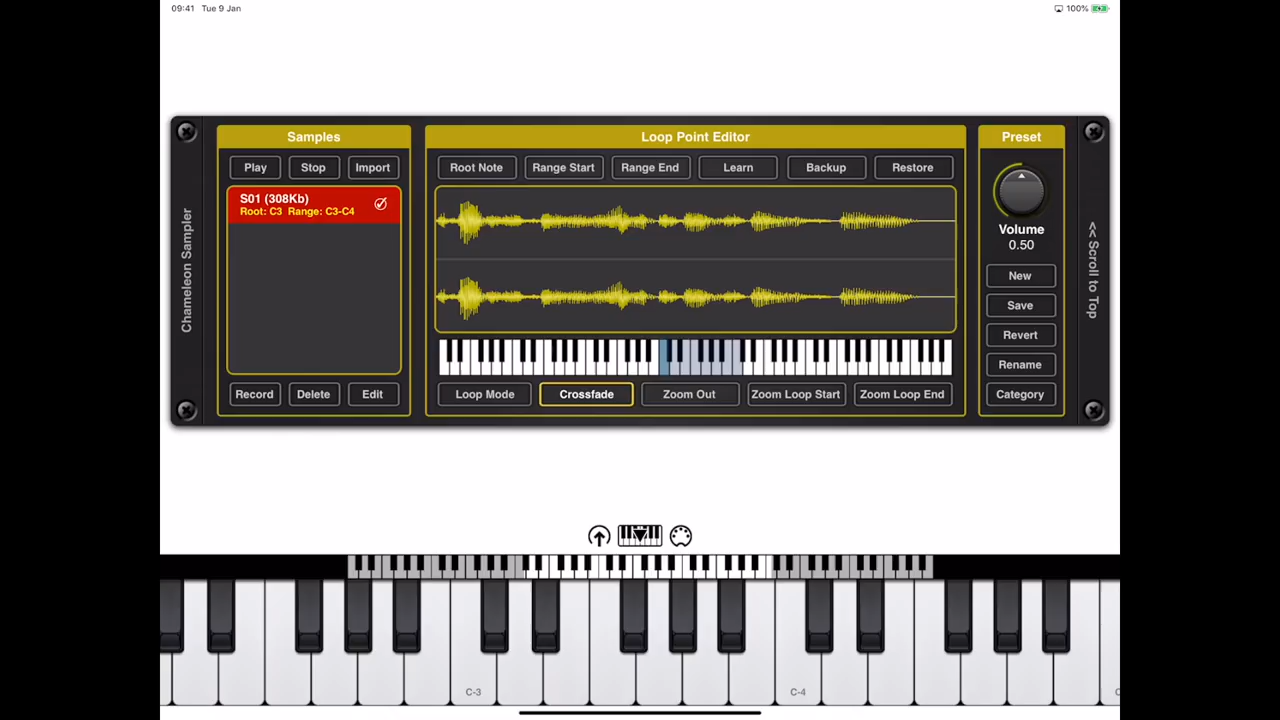 09:41 Tue 9 Jan
100%
Chameleon Sampler
Samples
Play Stop Import
S01 (308Kb)
Root: C3 Range: C3-C4
Record Delete Edit
Loop Point Editor
Root Note Range Start Range End Learn Backup Restore
Loop Mode Crossfade Zoom Out Zoom Loop Start Zoom Loop End
Preset
Volume
0.50
New
Save
Revert
Rename
Category
<< Scroll to Top
C-3 C-4 C